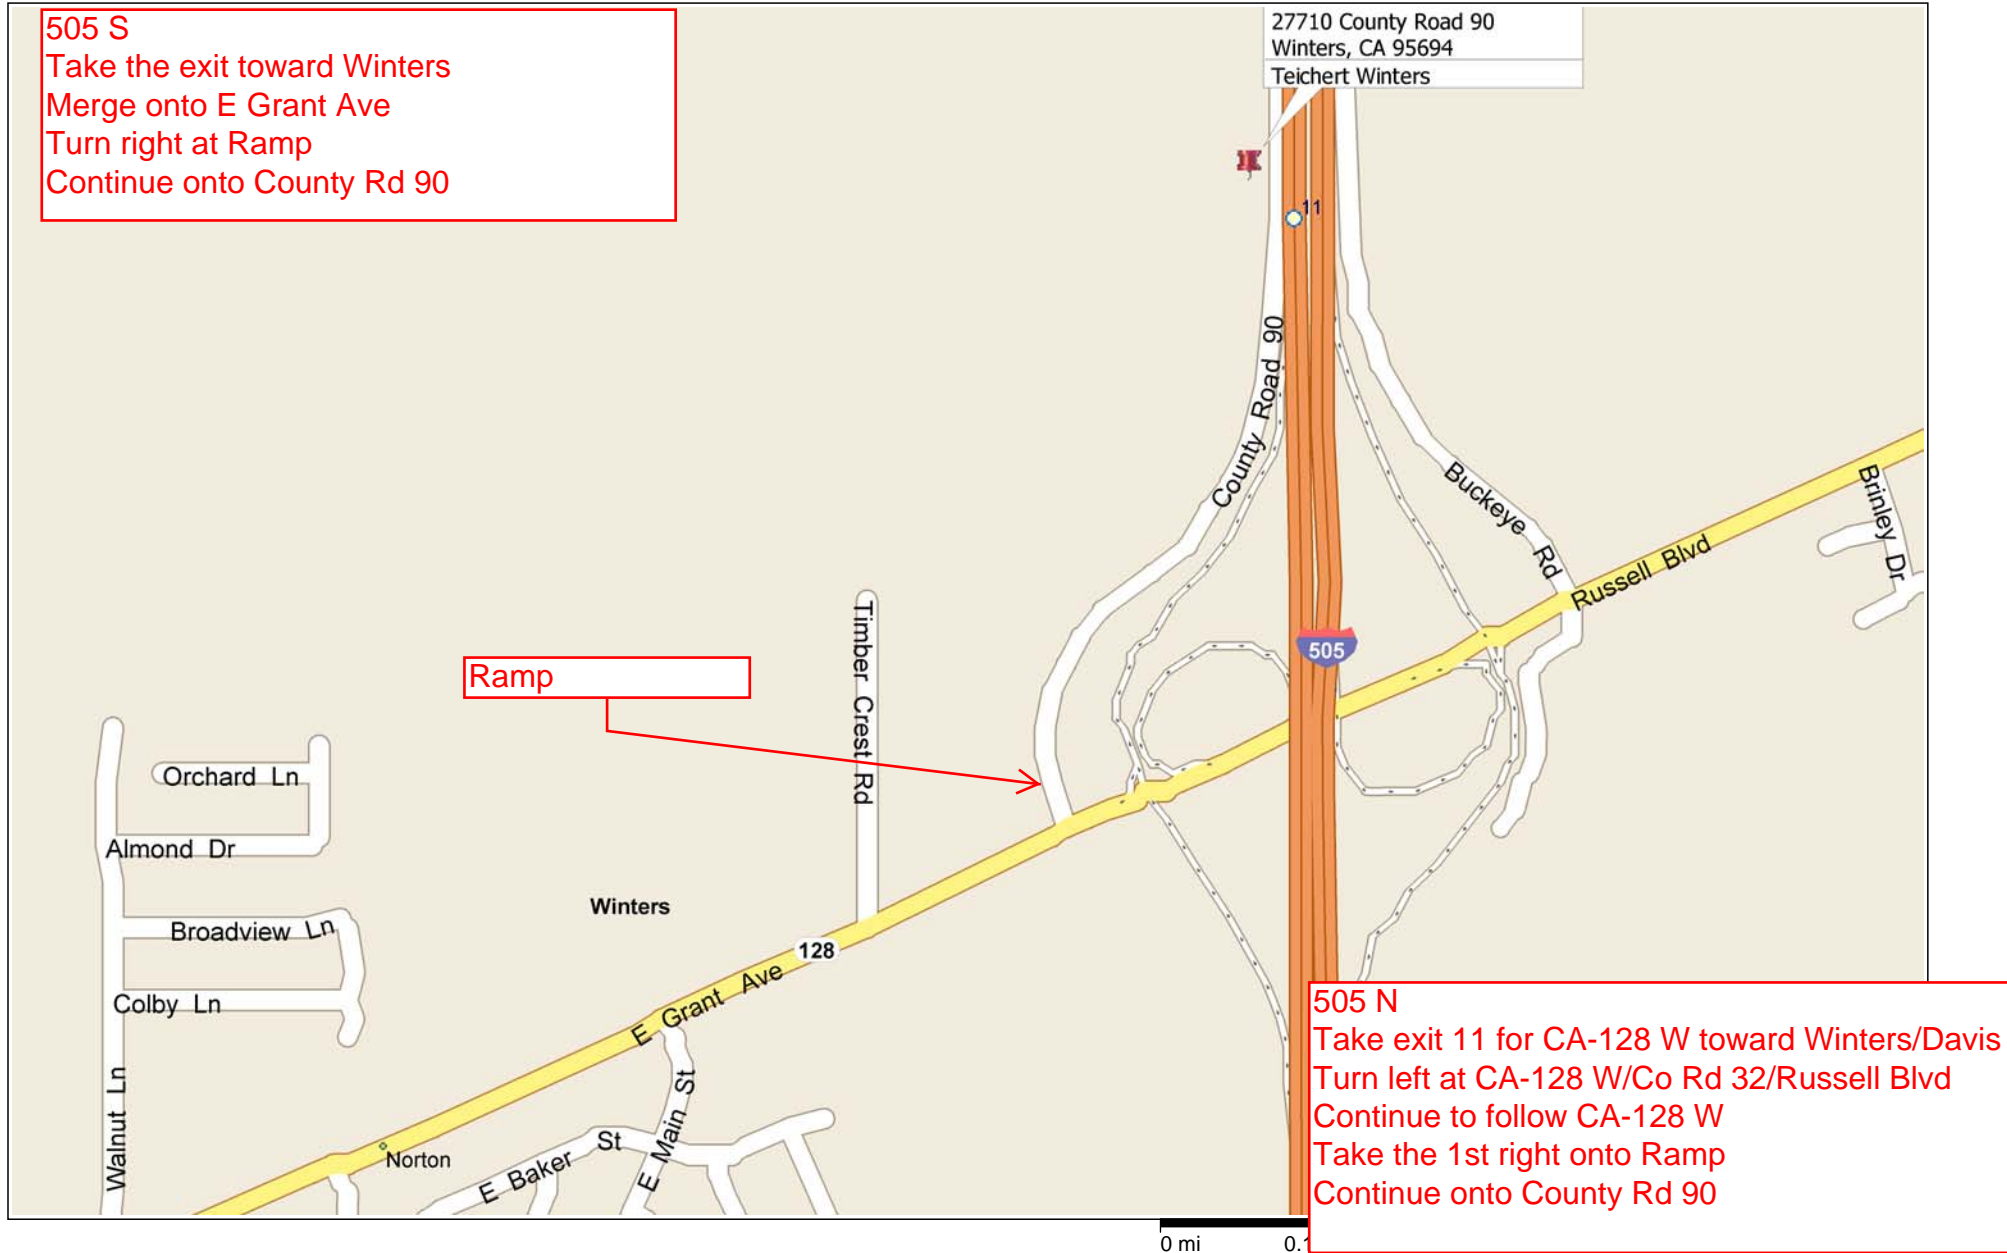 505 S
Take the exit toward Winters
Merge onto E Grant Ave
Turn right at Ramp
Continue onto County Rd 90
27710 County Road 90
Winters, CA 95694
Teichert Winters
11
County Road 90
Buckeye Rd
Russell Blvd
Brinley Dr
505
Ramp
Timber Crest Rd
Orchard Ln
Almond Dr
Winters
Broadview Ln
128
Colby Ln
E Grant Ave
Walnut Ln
Norton
E Baker St
E Main St
505 N
Take exit 11 for CA-128 W toward Winters/Davis
Turn left at CA-128 W/Co Rd 32/Russell Blvd
Continue to follow CA-128 W
Take the 1st right onto Ramp
Continue onto County Rd 90
0 mi